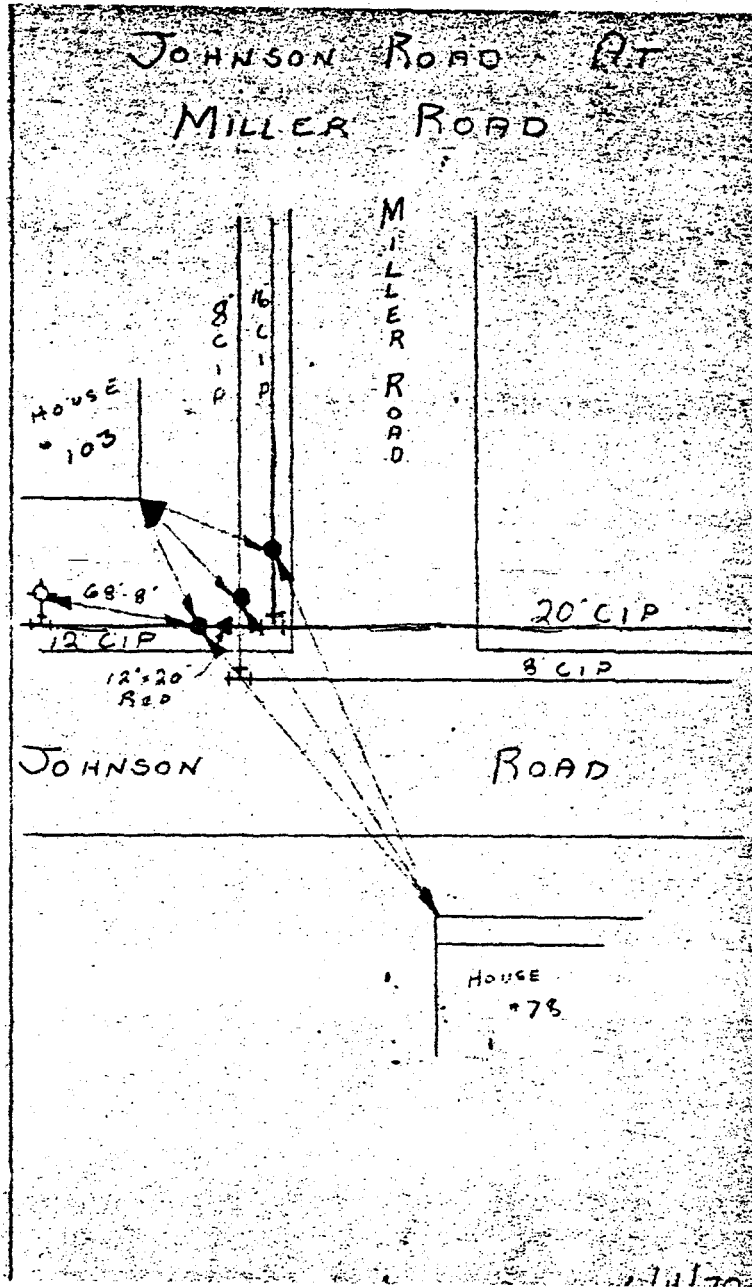 JOHNSON ROAD AT
MILLER ROAD
MILLER ROAD
8" CIP
16" CIP
HOUSE
# 103
68'-8"
20" CIP
12" CIP
8" CIP
12"x20"
RED
JOHNSON ROAD
HOUSE
#78